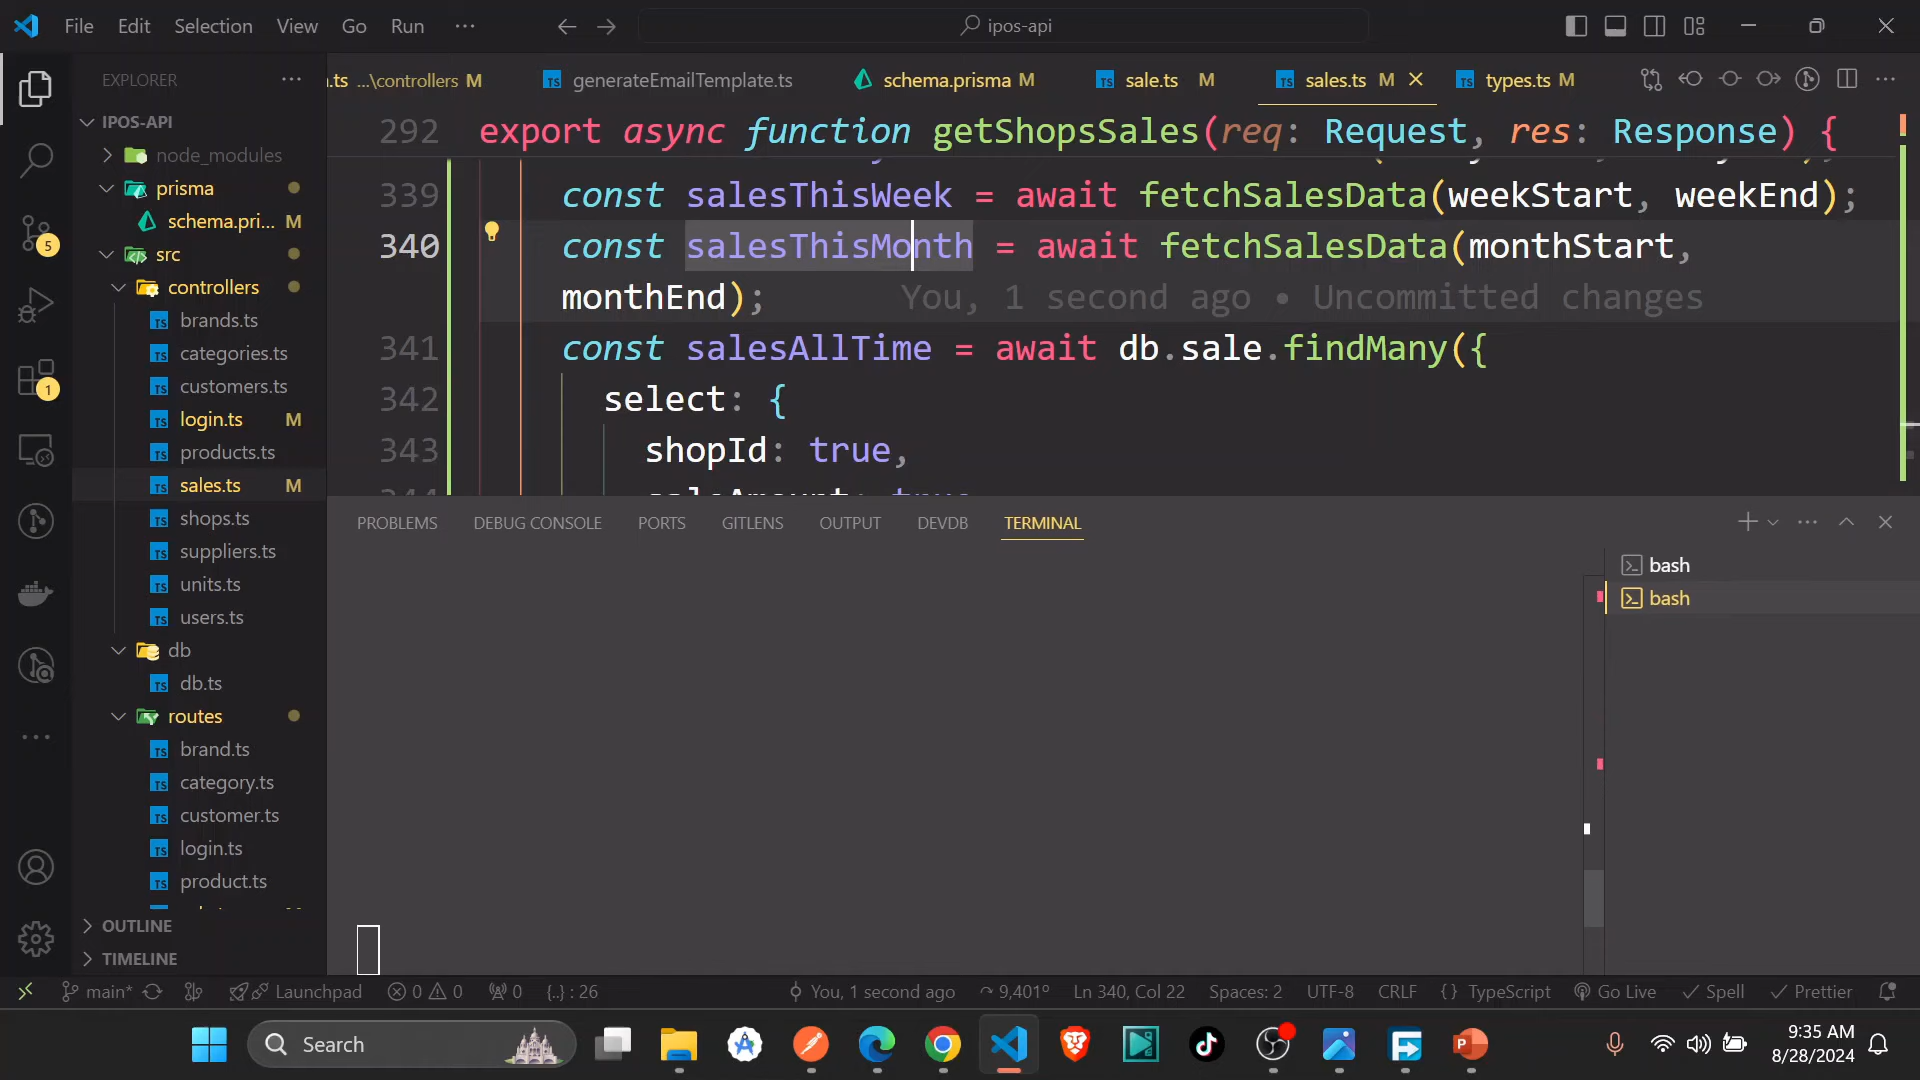 File Edit Selection View Go Run ··· ipos-api
EXPLORER
IPOS-API
node_modules
prisma
schema.pri... M
src
controllers
brands.ts
categories.ts
customers.ts
login.ts M
products.ts
sales.ts M
shops.ts
suppliers.ts
units.ts
users.ts
db
db.ts
routes
brand.ts
category.ts
customer.ts
login.ts
product.ts
OUTLINE
TIMELINE
5
1
.ts ...\controllers M generateEmailTemplate.ts schema.prisma M sale.ts M sales.ts M types.ts M
292 export async function getShopsSales(req: Request, res: Response) {
339 const salesThisWeek = await fetchSalesData(weekStart, weekEnd);
340 const salesThisMonth = await fetchSalesData(monthStart,
monthEnd); You, 1 second ago • Uncommitted changes
341 const salesAllTime = await db.sale.findMany({
342 select: {
343 shopId: true,
PROBLEMS DEBUG CONSOLE PORTS GITLENS OUTPUT DEVDB TERMINAL
bash
bash
main* Launchpad 0 0 0 {..} : 26 You, 1 second ago 9,401° Ln 340, Col 22 Spaces: 2 UTF-8 CRLF {} TypeScript Go Live Spell Prettier
Search
9:35 AM
8/28/2024